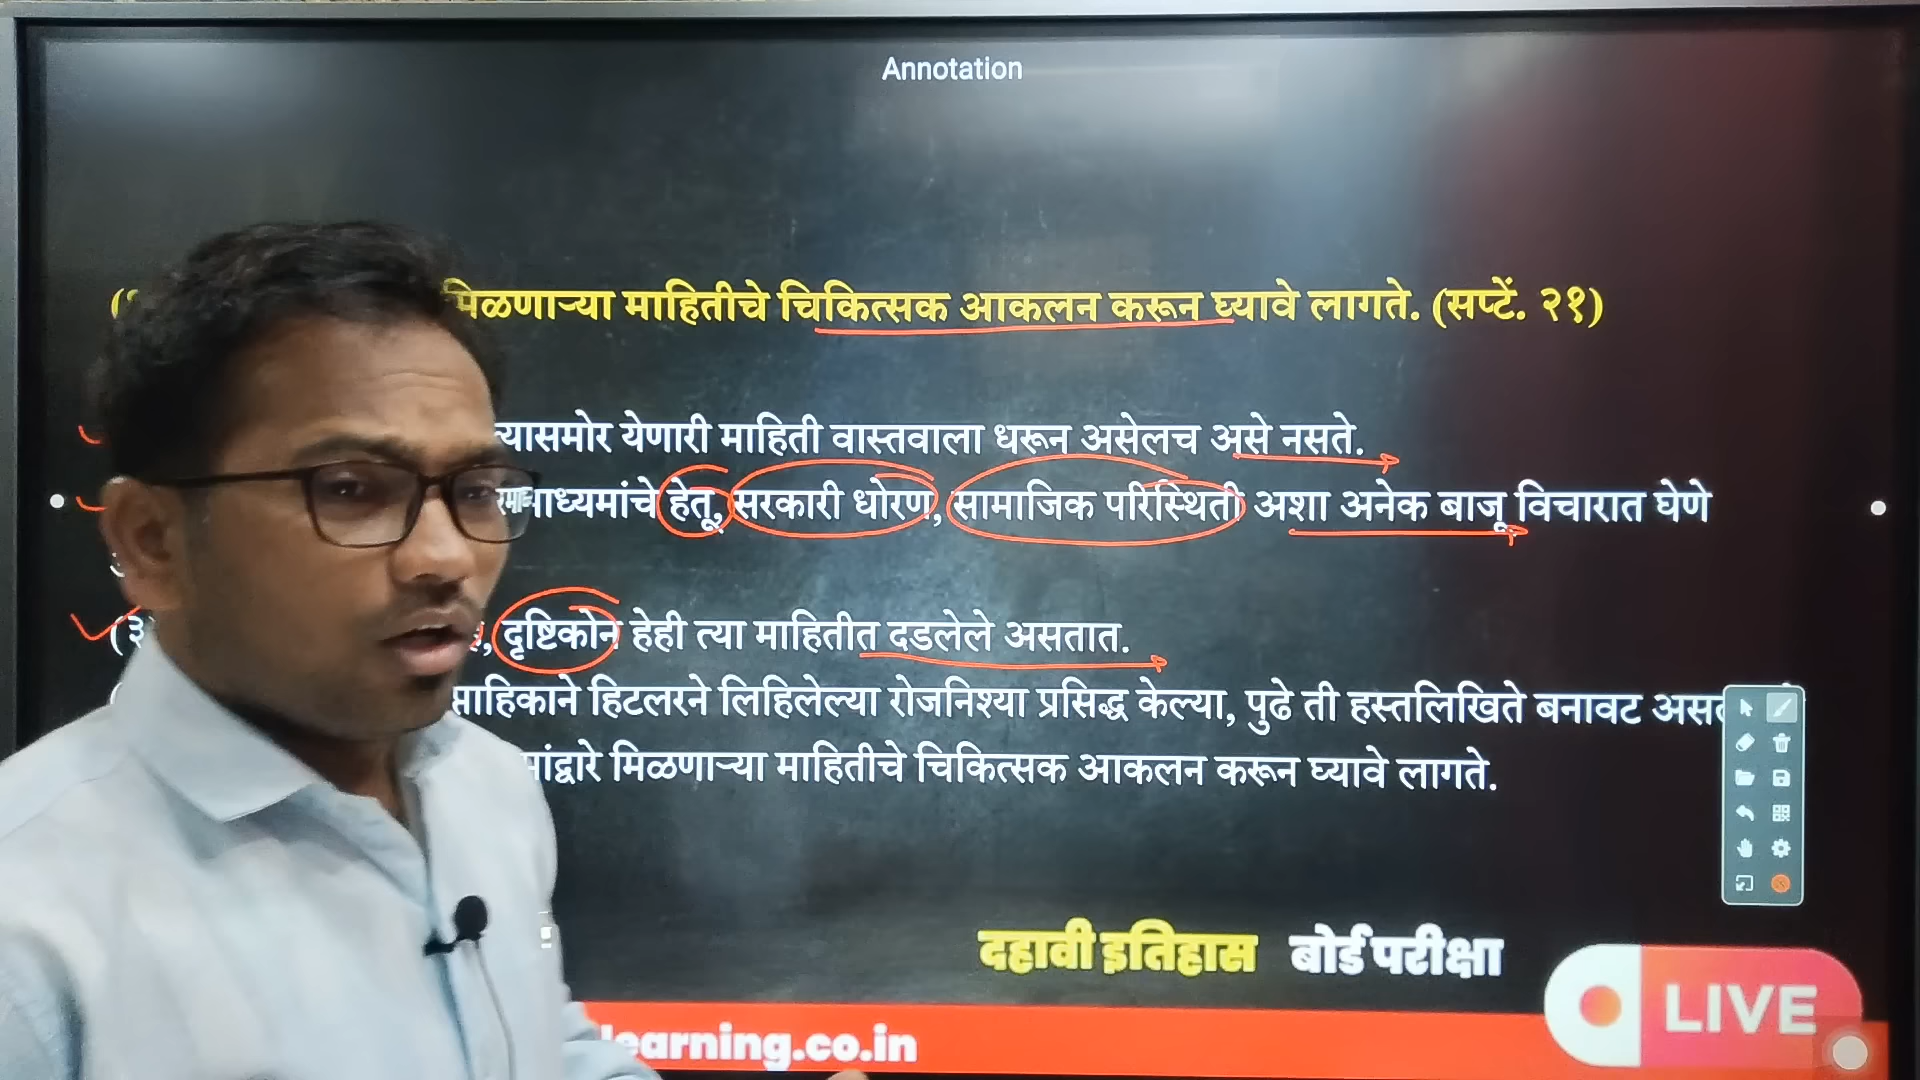 Annotation
मिळणाऱ्या माहितीचे चिकित्सक आकलन करून घ्यावे लागते. (सप्टें. २१)
त्यासमोर येणारी माहिती वास्तवाला धरून असेलच असे नसते.
हेतू, सरकारी धोरण, सामाजिक परिस्थिती अशा अनेक बाजू विचारात घेणे
(३) दृष्टिकोन हेही त्या माहितीत दडलेले असतात.
हिटलरने लिहिलेल्या रोजनिश्या प्रसिद्ध केल्या, पुढे ती हस्तलिखिते बनावट
मिळणाऱ्या माहितीचे चिकित्सक आकलन करून घ्यावे लागते.
दहावी इतिहास बोर्ड परीक्षा
LIVE
learning.co.in